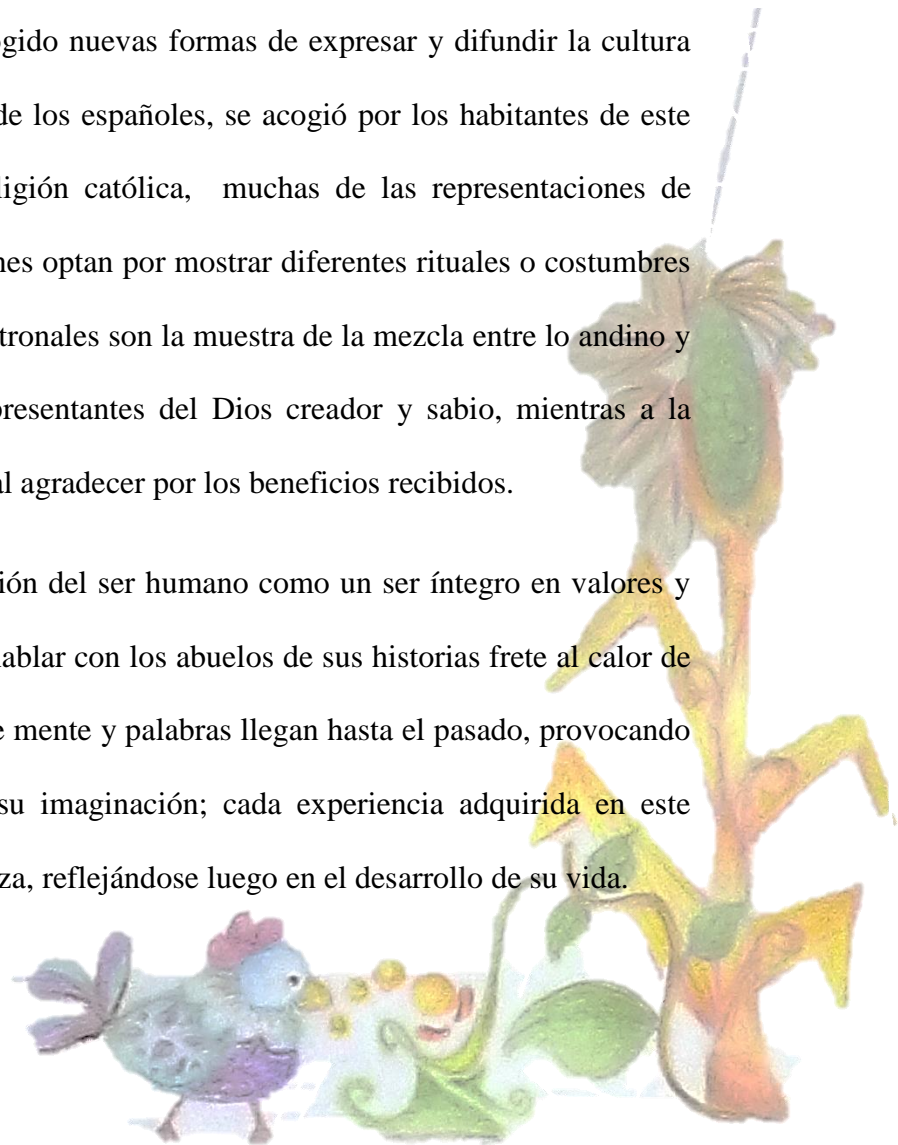 gido nuevas formas de expresar y difundir la cultura
de los españoles, se acogió por los habitantes de este
ligión católica, muchas de las representaciones de
nes optan por mostrar diferentes rituales o costumbres
tronales son la muestra de la mezcla entre lo andino y
presentantes del Dios creador y sabio, mientras a la
al agradecer por los beneficios recibidos.
ión del ser humano como un ser íntegro en valores y
hablar con los abuelos de sus historias frete al calor de
e mente y palabras llegan hasta el pasado, provocando
su imaginación; cada experiencia adquirida en este
za, reflejándose luego en el desarrollo de su vida.